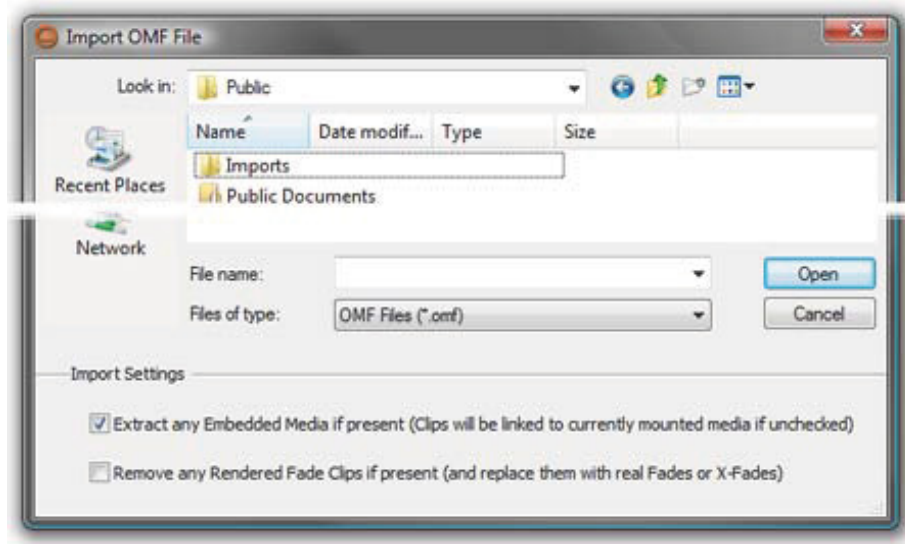 Import OMF File
Look in: Public
Name Date modif... Type Size
Imports
Public Documents
Recent Places
Network
File name: Open
Files of type: OMF Files (*.omf) Cancel
Import Settings
Extract any Embedded Media if present (Clips will be linked to currently mounted media if unchecked)
Remove any Rendered Fade Clips if present (and replace them with real Fades or X-Fades)